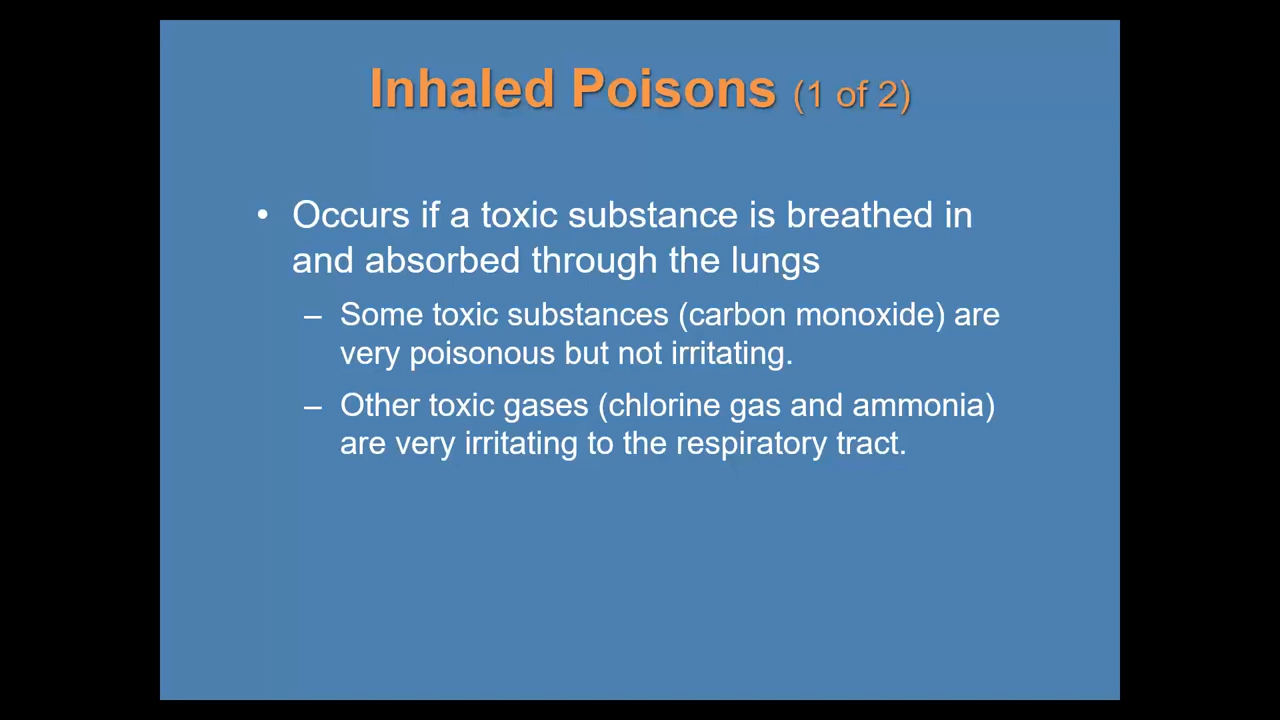 Inhaled Poisons (1 of 2)
• Occurs if a toxic substance is breathed in
and absorbed through the lungs
– Some toxic substances (carbon monoxide) are
very poisonous but not irritating.
– Other toxic gases (chlorine gas and ammonia)
are very irritating to the respiratory tract.